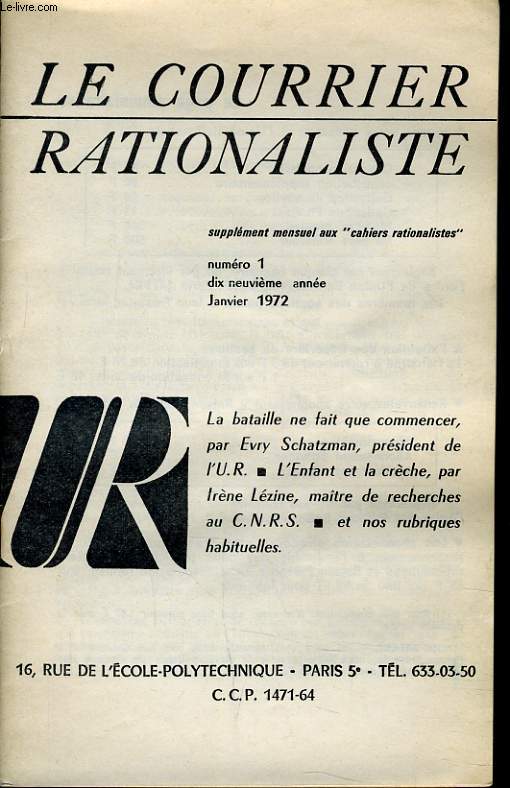 Le-livre.com
LE COURRIER
RATIONALISTE
supplément mensuel aux "cahiers rationalistes"
numéro 1
dix neuvième année
Janvier 1972
UR
La bataille ne fait que commencer,
par Evry Schatzman, président de
l'U.R. ■ L'Enfant et la crèche, par
Irène Lézine, maître de recherches
au C.N.R.S. ■ et nos rubriques
habituelles.
16, RUE DE L'ÉCOLE-POLYTECHNIQUE - PARIS 5e - TÉL. 633-03-50
C.C.P. 1471-64